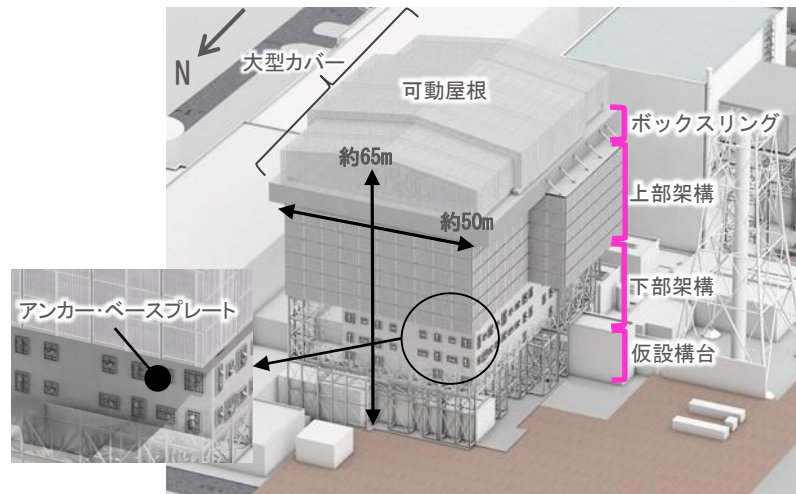 N
大型カバー
可動屋根
ボックスリング
約65m
上部架構
約50m
下部架構
アンカー・ベースプレート
仮設構台